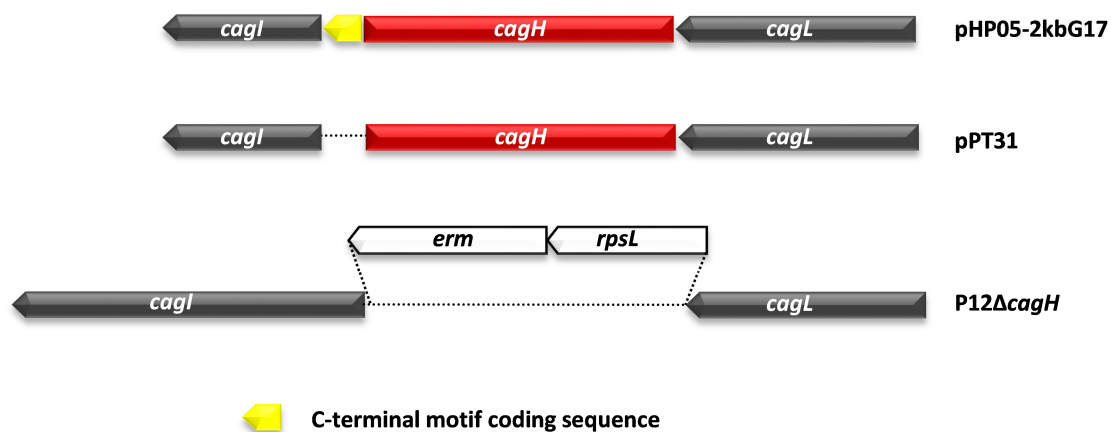 cagI cagH cagL pHP05-2kbG17
cagI cagH cagL pPT31
erm rpsL
cagI cagL P12ΔcagH
C-terminal motif coding sequence